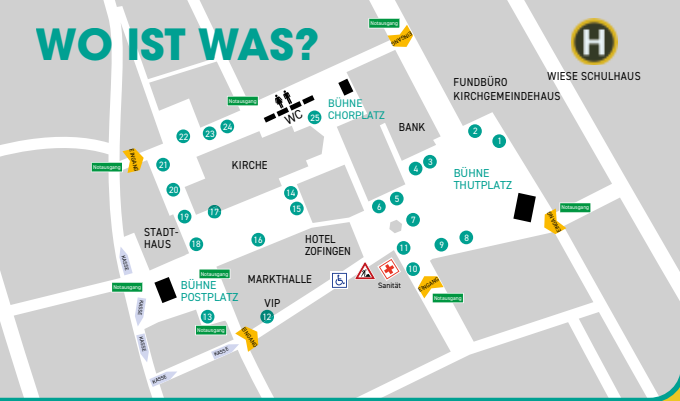 WO IST WAS?
Notausgang
EINGANG
H
WIESE SCHULHAUS
FUNDBÜRO
KIRCHGEMEINDEHAUS
Notausgang
WC
25
BÜHNE
CHORPLATZ
BANK
22
23
24
2
1
Notausgang
EINGANG
21
KIRCHE
4
3
BÜHNE
THUTPLATZ
20
14
15
6
5
7
19
17
Notausgang
EINGANG
STADT-
HAUS
18
16
HOTEL
ZOFINGEN
11
9
8
KASSE
Notausgang
MARKTHALLE
Sanität
10
EINGANG
Notausgang
Notausgang
BÜHNE
POSTPLATZ
VIP
KASSE
13
12
Notausgang
EINGANG
KASSE
KASSE
KASSE